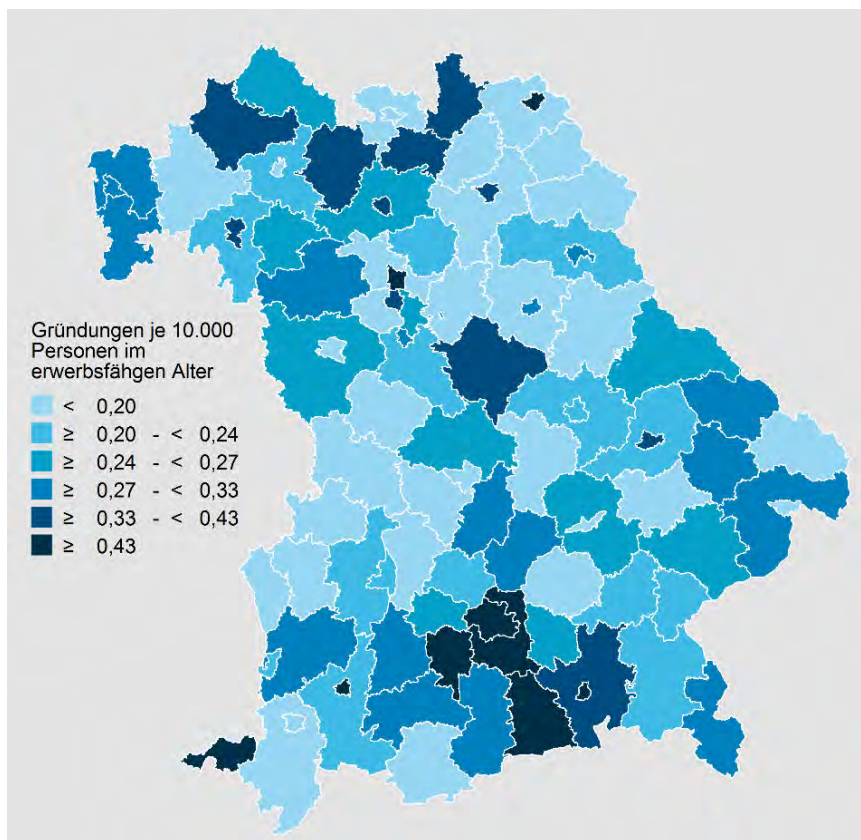 Gründungen je 10.000
Personen im
erwerbsfähgen Alter
< 0,20
≥ 0,20 - < 0,24
≥ 0,24 - < 0,27
≥ 0,27 - < 0,33
≥ 0,33 - < 0,43
≥ 0,43